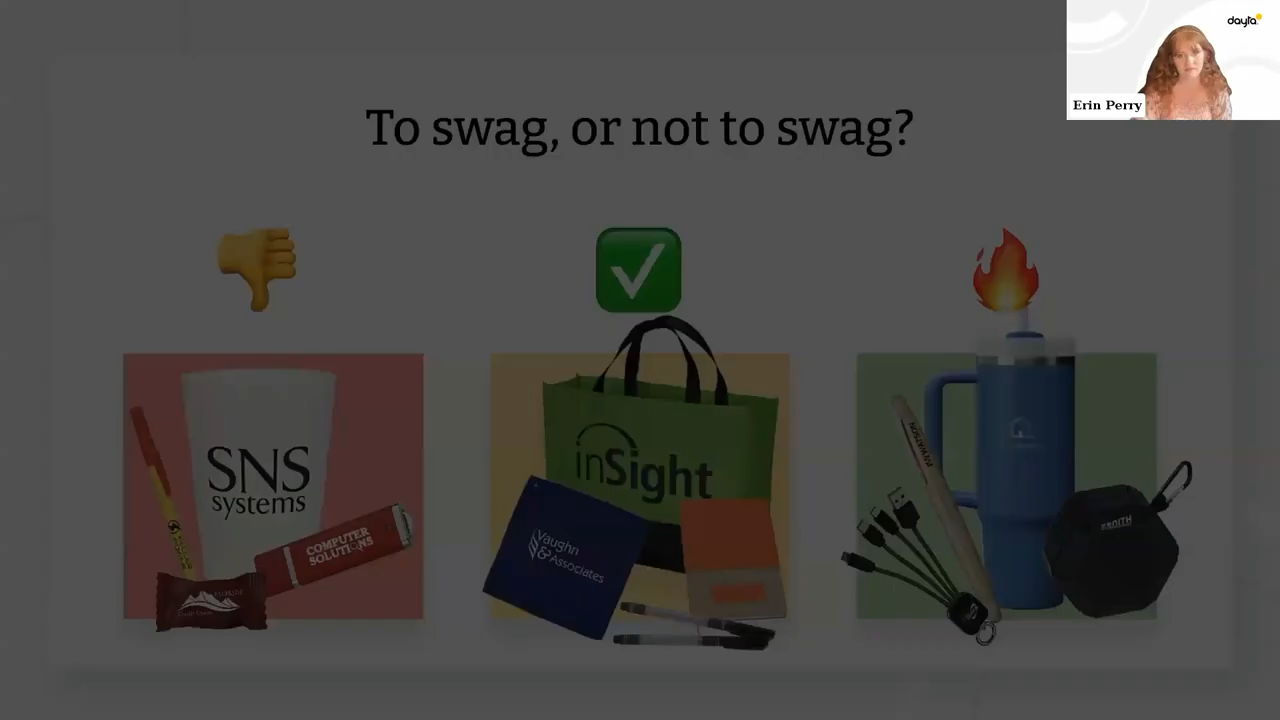 dayta
Erin Perry
To swag, or not to swag?
SNS
systems
COMPUTER
SOLUTIONS
inSight
Vaughn
& Associates